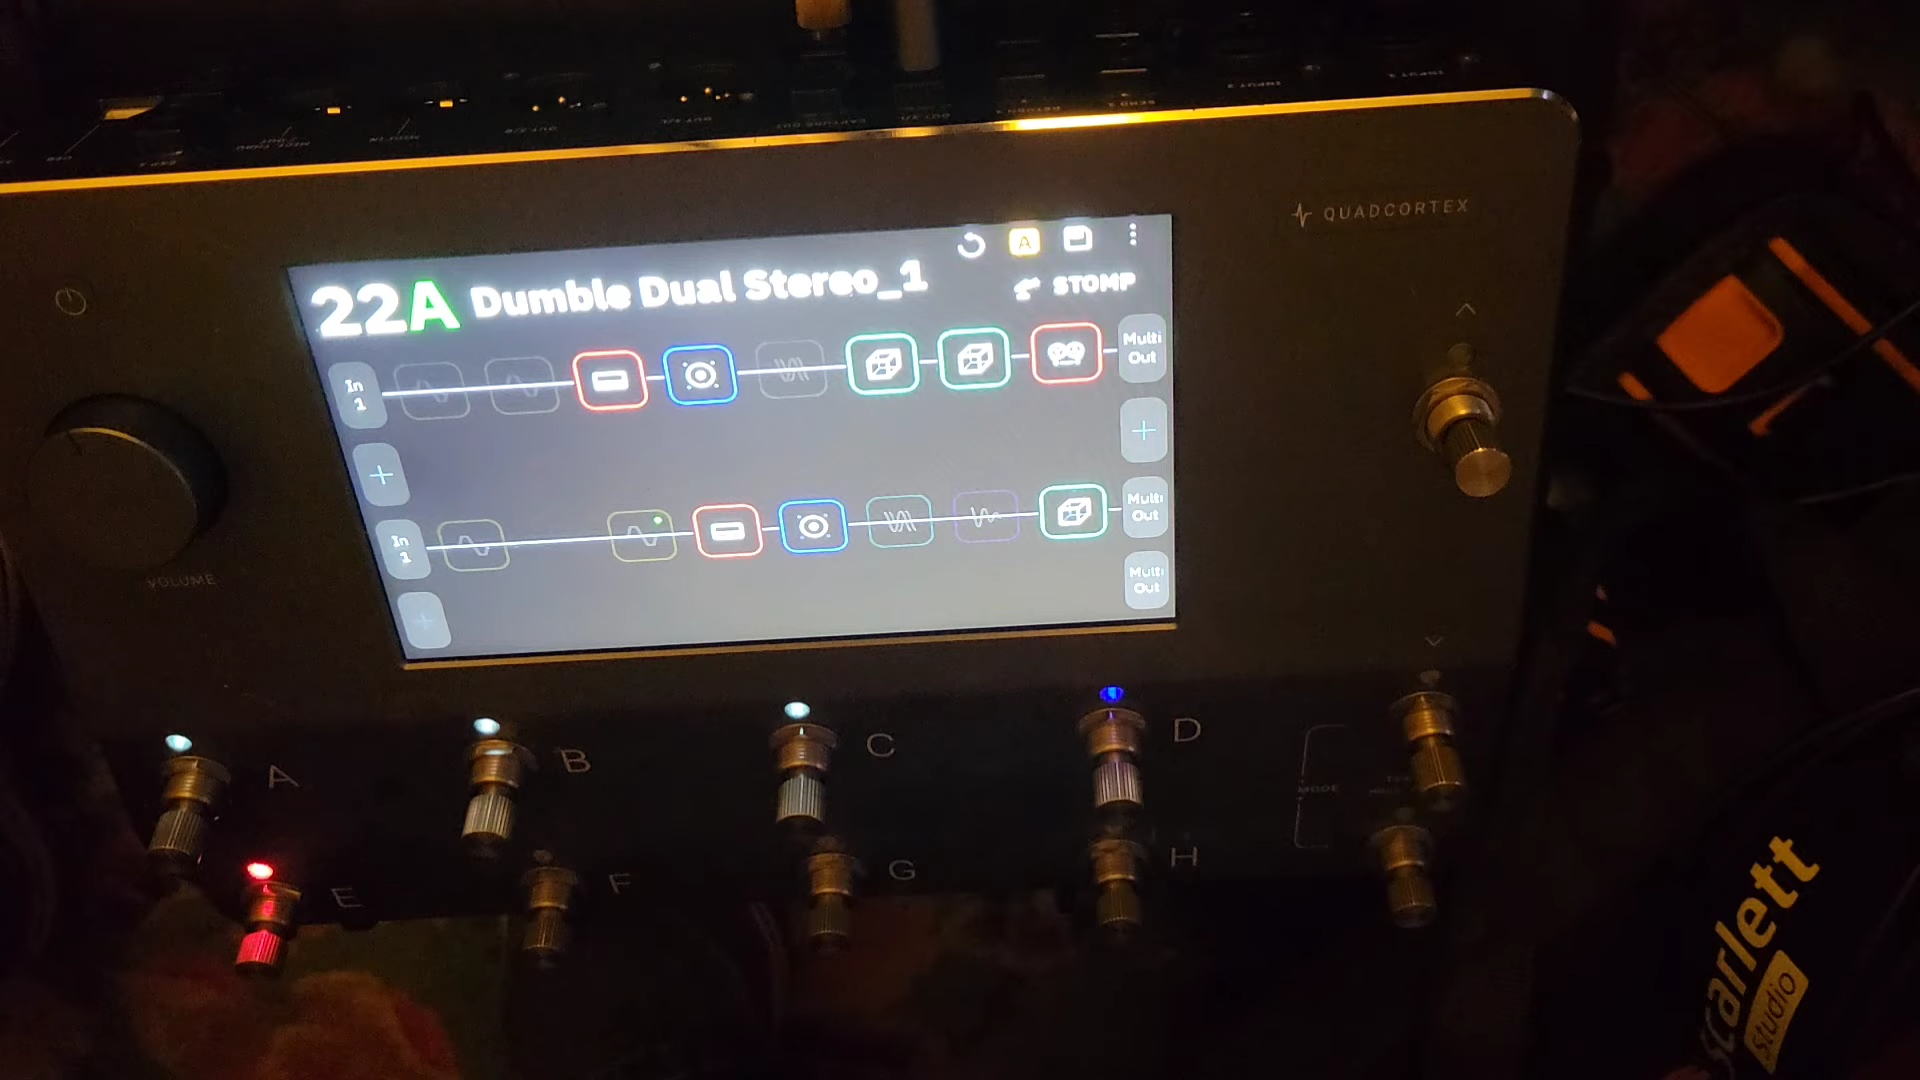 QUADCORTEX
22A Dumble Dual Stereo_1
A
STOMP
In
1
Multi
Out
+
+
In
1
Multi
Out
Multi
Out
+
VOLUME
A
B
C
D
MODE
E
F
G
H
scarlett
studio